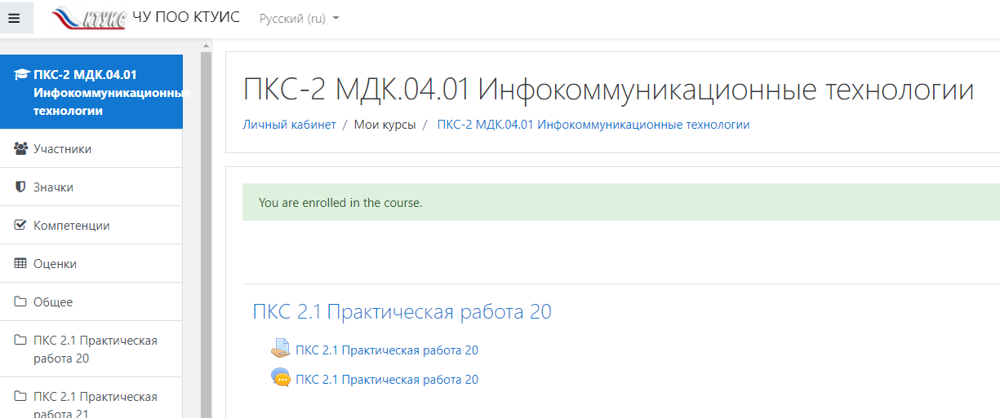 КТУИС ЧУ ПОО КТУИС Русский (ru)
ПКС-2 МДК.04.01
Инфокоммуникационные
технологии
Участники
Значки
Компетенции
Оценки
Общее
ПКС 2.1 Практическая
работа 20
ПКС 2.1 Практическая
работа 21
ПКС-2 МДК.04.01 Инфокоммуникационные технологии
Личный кабинет / Мои курсы / ПКС-2 МДК.04.01 Инфокоммуникационные технологии
You are enrolled in the course.
ПКС 2.1 Практическая работа 20
ПКС 2.1 Практическая работа 20
ПКС 2.1 Практическая работа 20